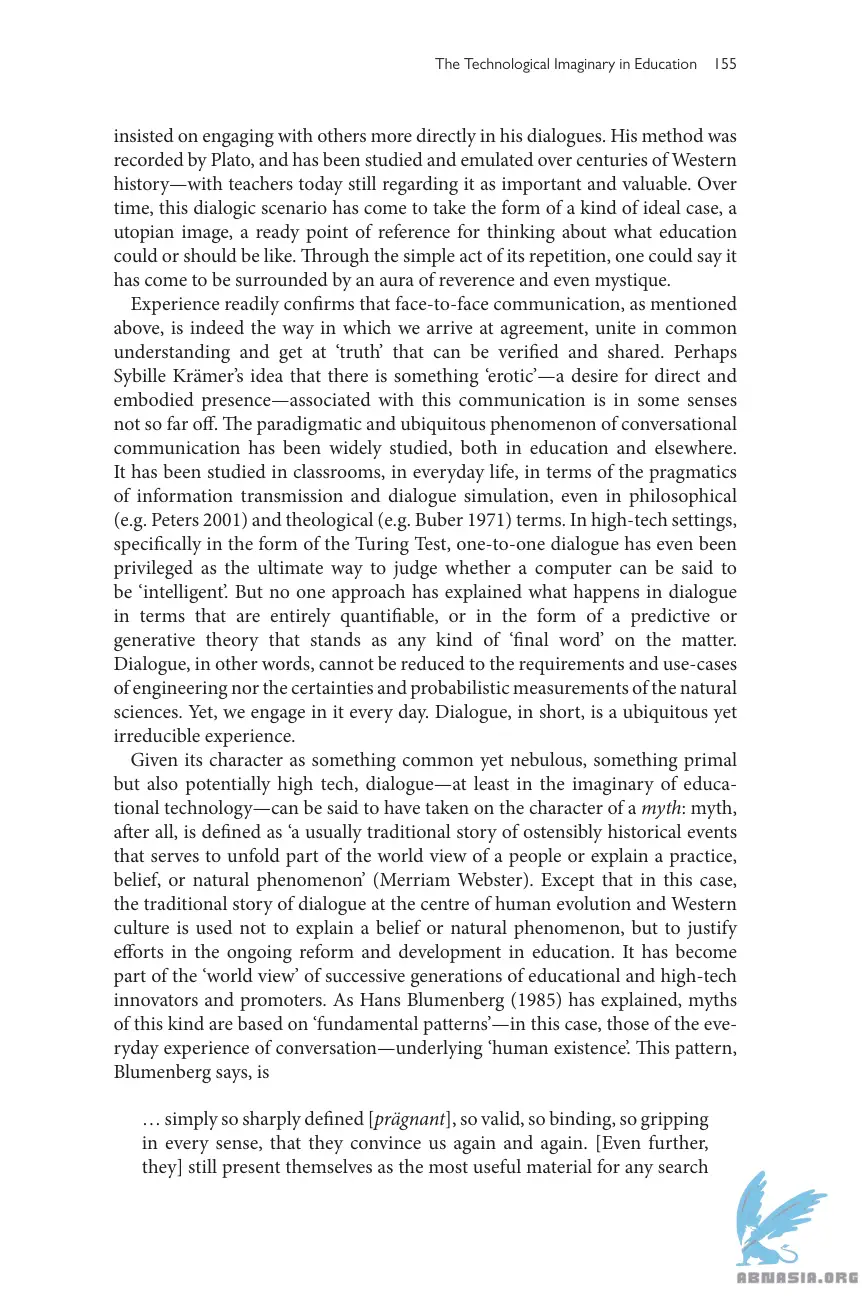 The Technological Imaginary in Education 155
insisted on engaging with others more directly in his dialogues. His method was
recorded by Plato, and has been studied and emulated over centuries of Western
history—with teachers today still regarding it as important and valuable. Over
time, this dialogic scenario has come to take the form of a kind of ideal case, a
utopian image, a ready point of reference for thinking about what education
could or should be like. Through the simple act of its repetition, one could say it
has come to be surrounded by an aura of reverence and even mystique.
Experience readily confirms that face-to-face communication, as mentioned
above, is indeed the way in which we arrive at agreement, unite in common
understanding and get at ‘truth’ that can be verified and shared. Perhaps
Sybille Krämer’s idea that there is something ‘erotic’—a desire for direct and
embodied presence—associated with this communication is in some senses
not so far off. The paradigmatic and ubiquitous phenomenon of conversational
communication has been widely studied, both in education and elsewhere.
It has been studied in classrooms, in everyday life, in terms of the pragmatics
of information transmission and dialogue simulation, even in philosophical
(e.g. Peters 2001) and theological (e.g. Buber 1971) terms. In high-tech settings,
specifically in the form of the Turing Test, one-to-one dialogue has even been
privileged as the ultimate way to judge whether a computer can be said to
be ‘intelligent’. But no one approach has explained what happens in dialogue
in terms that are entirely quantifiable, or in the form of a predictive or
generative theory that stands as any kind of ‘final word’ on the matter.
Dialogue, in other words, cannot be reduced to the requirements and use-cases
of engineering nor the certainties and probabilistic measurements of the natural
sciences. Yet, we engage in it every day. Dialogue, in short, is a ubiquitous yet
irreducible experience.
Given its character as something common yet nebulous, something primal
but also potentially high tech, dialogue—at least in the imaginary of educa-
tional technology—can be said to have taken on the character of a myth: myth,
after all, is defined as ‘a usually traditional story of ostensibly historical events
that serves to unfold part of the world view of a people or explain a practice,
belief, or natural phenomenon’ (Merriam Webster). Except that in this case,
the traditional story of dialogue at the centre of human evolution and Western
culture is used not to explain a belief or natural phenomenon, but to justify
efforts in the ongoing reform and development in education. It has become
part of the ‘world view’ of successive generations of educational and high-tech
innovators and promoters. As Hans Blumenberg (1985) has explained, myths
of this kind are based on ‘fundamental patterns’—in this case, those of the eve-
ryday experience of conversation—underlying ‘human existence’. This pattern,
Blumenberg says, is
… simply so sharply defined [prägnant], so valid, so binding, so gripping
in every sense, that they convince us again and again. [Even further,
they] still present themselves as the most useful material for any search
ABNASIA.ORG